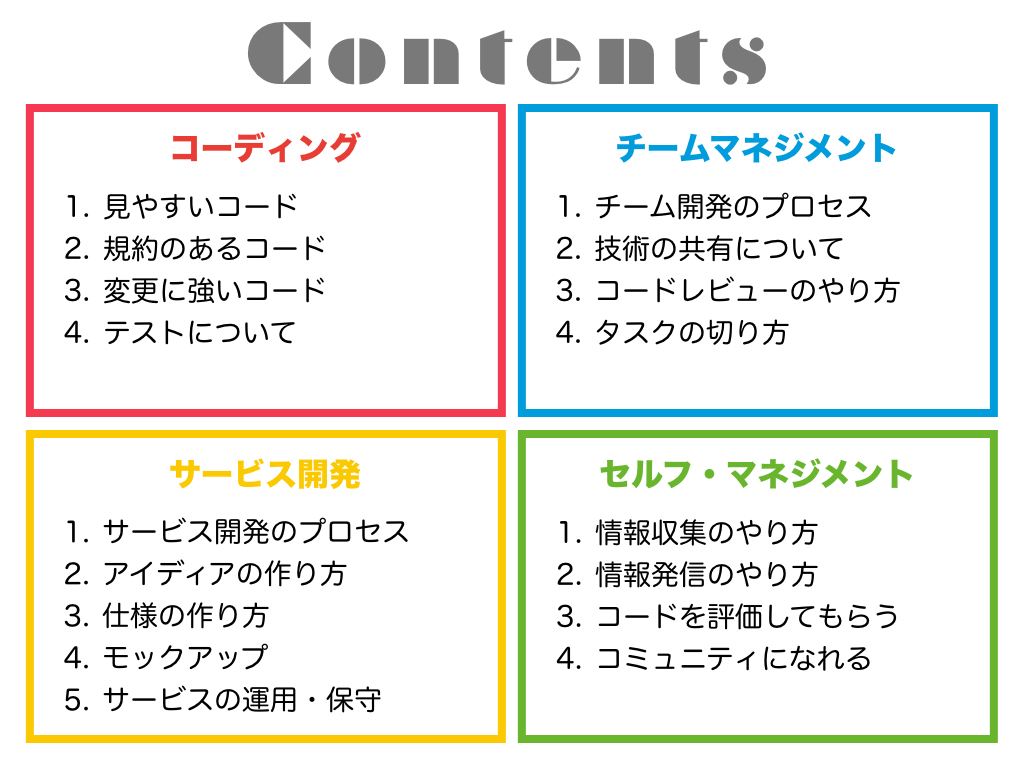 Contents
コーディング
1. 見やすいコード
2. 規約のあるコード
3. 変更に強いコード
4. テストについて
チームマネジメント
1. チーム開発のプロセス
2. 技術の共有について
3. コードレビューのやり方
4. タスクの切り方
サービス開発
1. サービス開発のプロセス
2. アイディアの作り方
3. 仕様の作り方
4. モックアップ
5. サービスの運用・保守
セルフ・マネジメント
1. 情報収集のやり方
2. 情報発信のやり方
3. コードを評価してもらう
4. コミュニティになれる